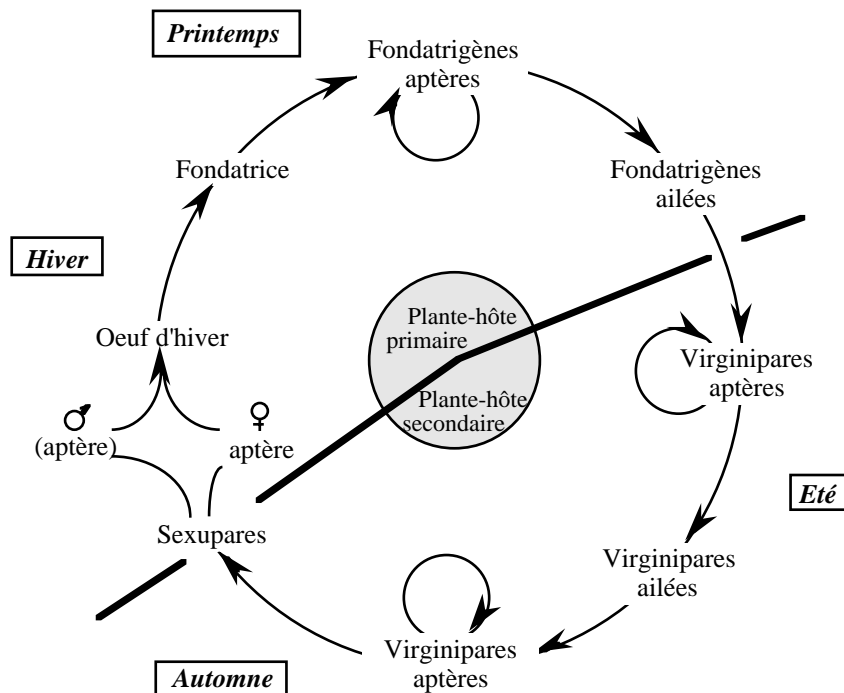 Printemps
Fondatrigènes
aptères
Fondatrice
Fondatrigènes
ailées
Hiver
Oeuf d'hiver
Plante-hôte
primaire
Plante-hôte
secondaire
Virginipares
aptères
♂
(aptère)
♀
aptère
Eté
Sexupares
Virginipares
ailées
Virginipares
aptères
Automne